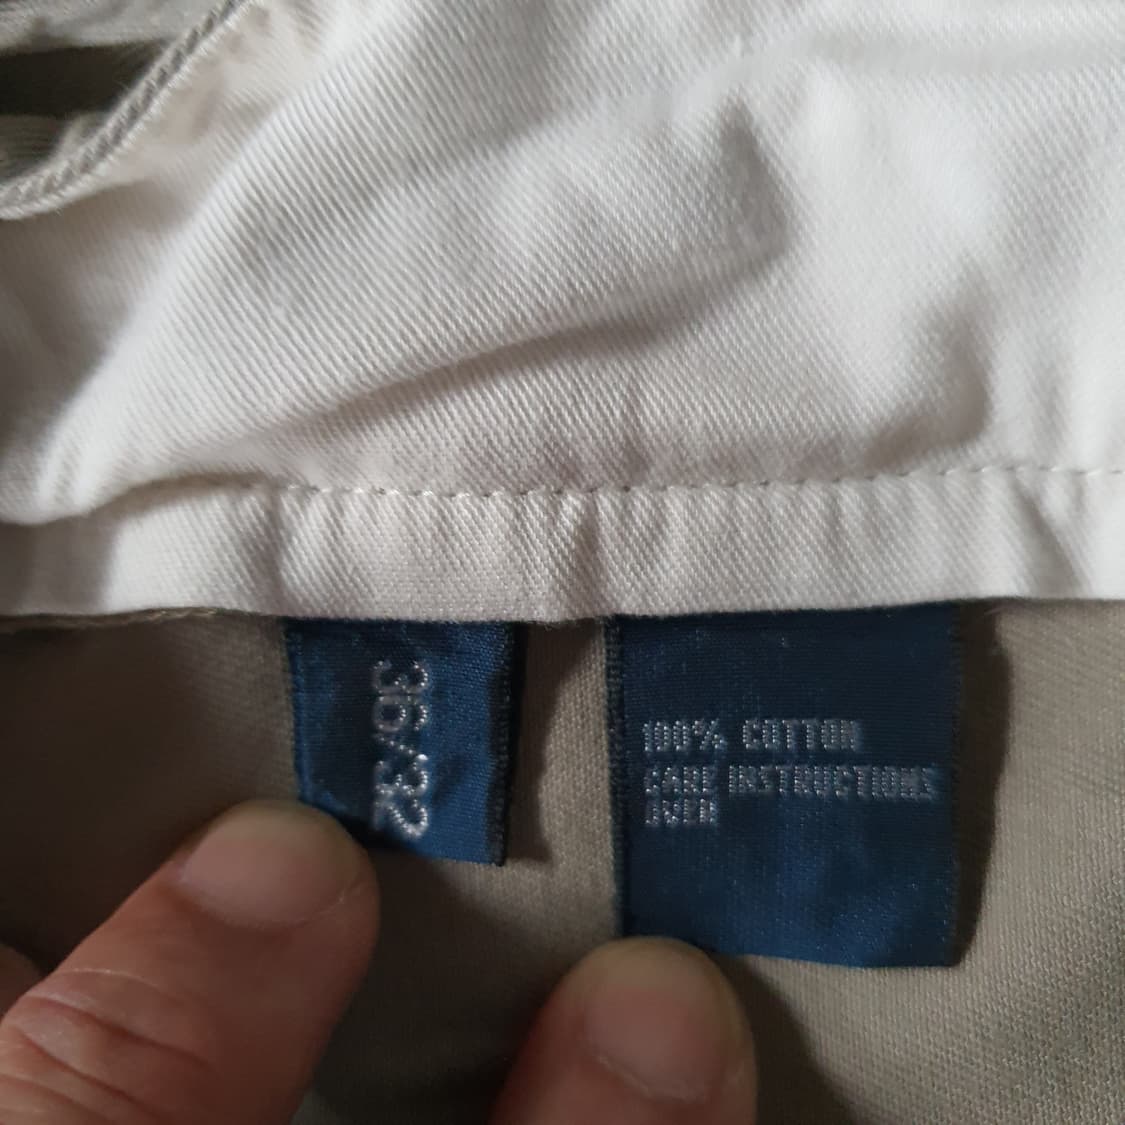 36/32
100% COTTON
CARE INSTRUCTIONS
OVER